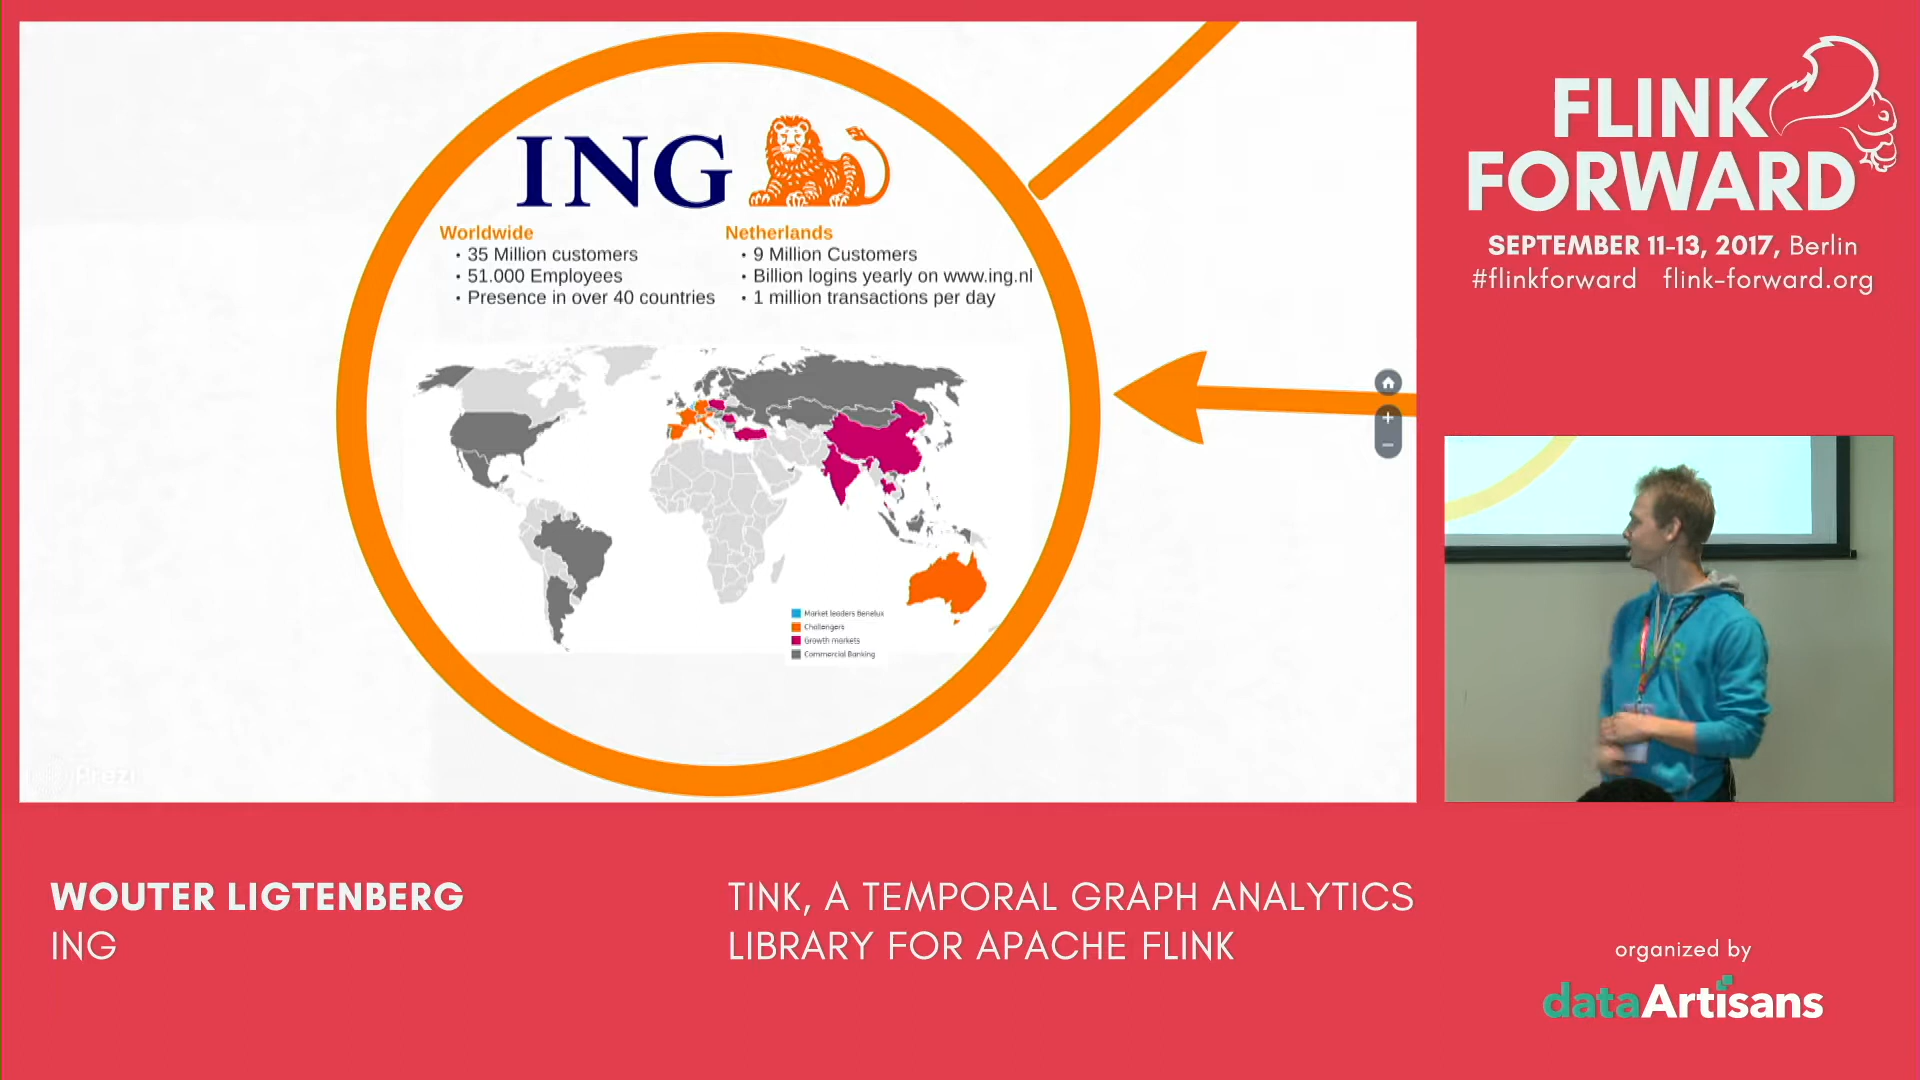 ING
Worldwide
• 35 Million customers
• 51.000 Employees
• Presence in over 40 countries
Netherlands
• 9 Million Customers
• Billion logins yearly on www.ing.nl
• 1 million transactions per day
Market leaders Benelux
Challengers
Growth markets
Commercial Banking
Prezi
FLINK
FORWARD
SEPTEMBER 11-13, 2017, Berlin
#flinkforward flink-forward.org
WOUTER LIGTENBERG
ING
TINK, A TEMPORAL GRAPH ANALYTICS
LIBRARY FOR APACHE FLINK
organized by
dataArtisans